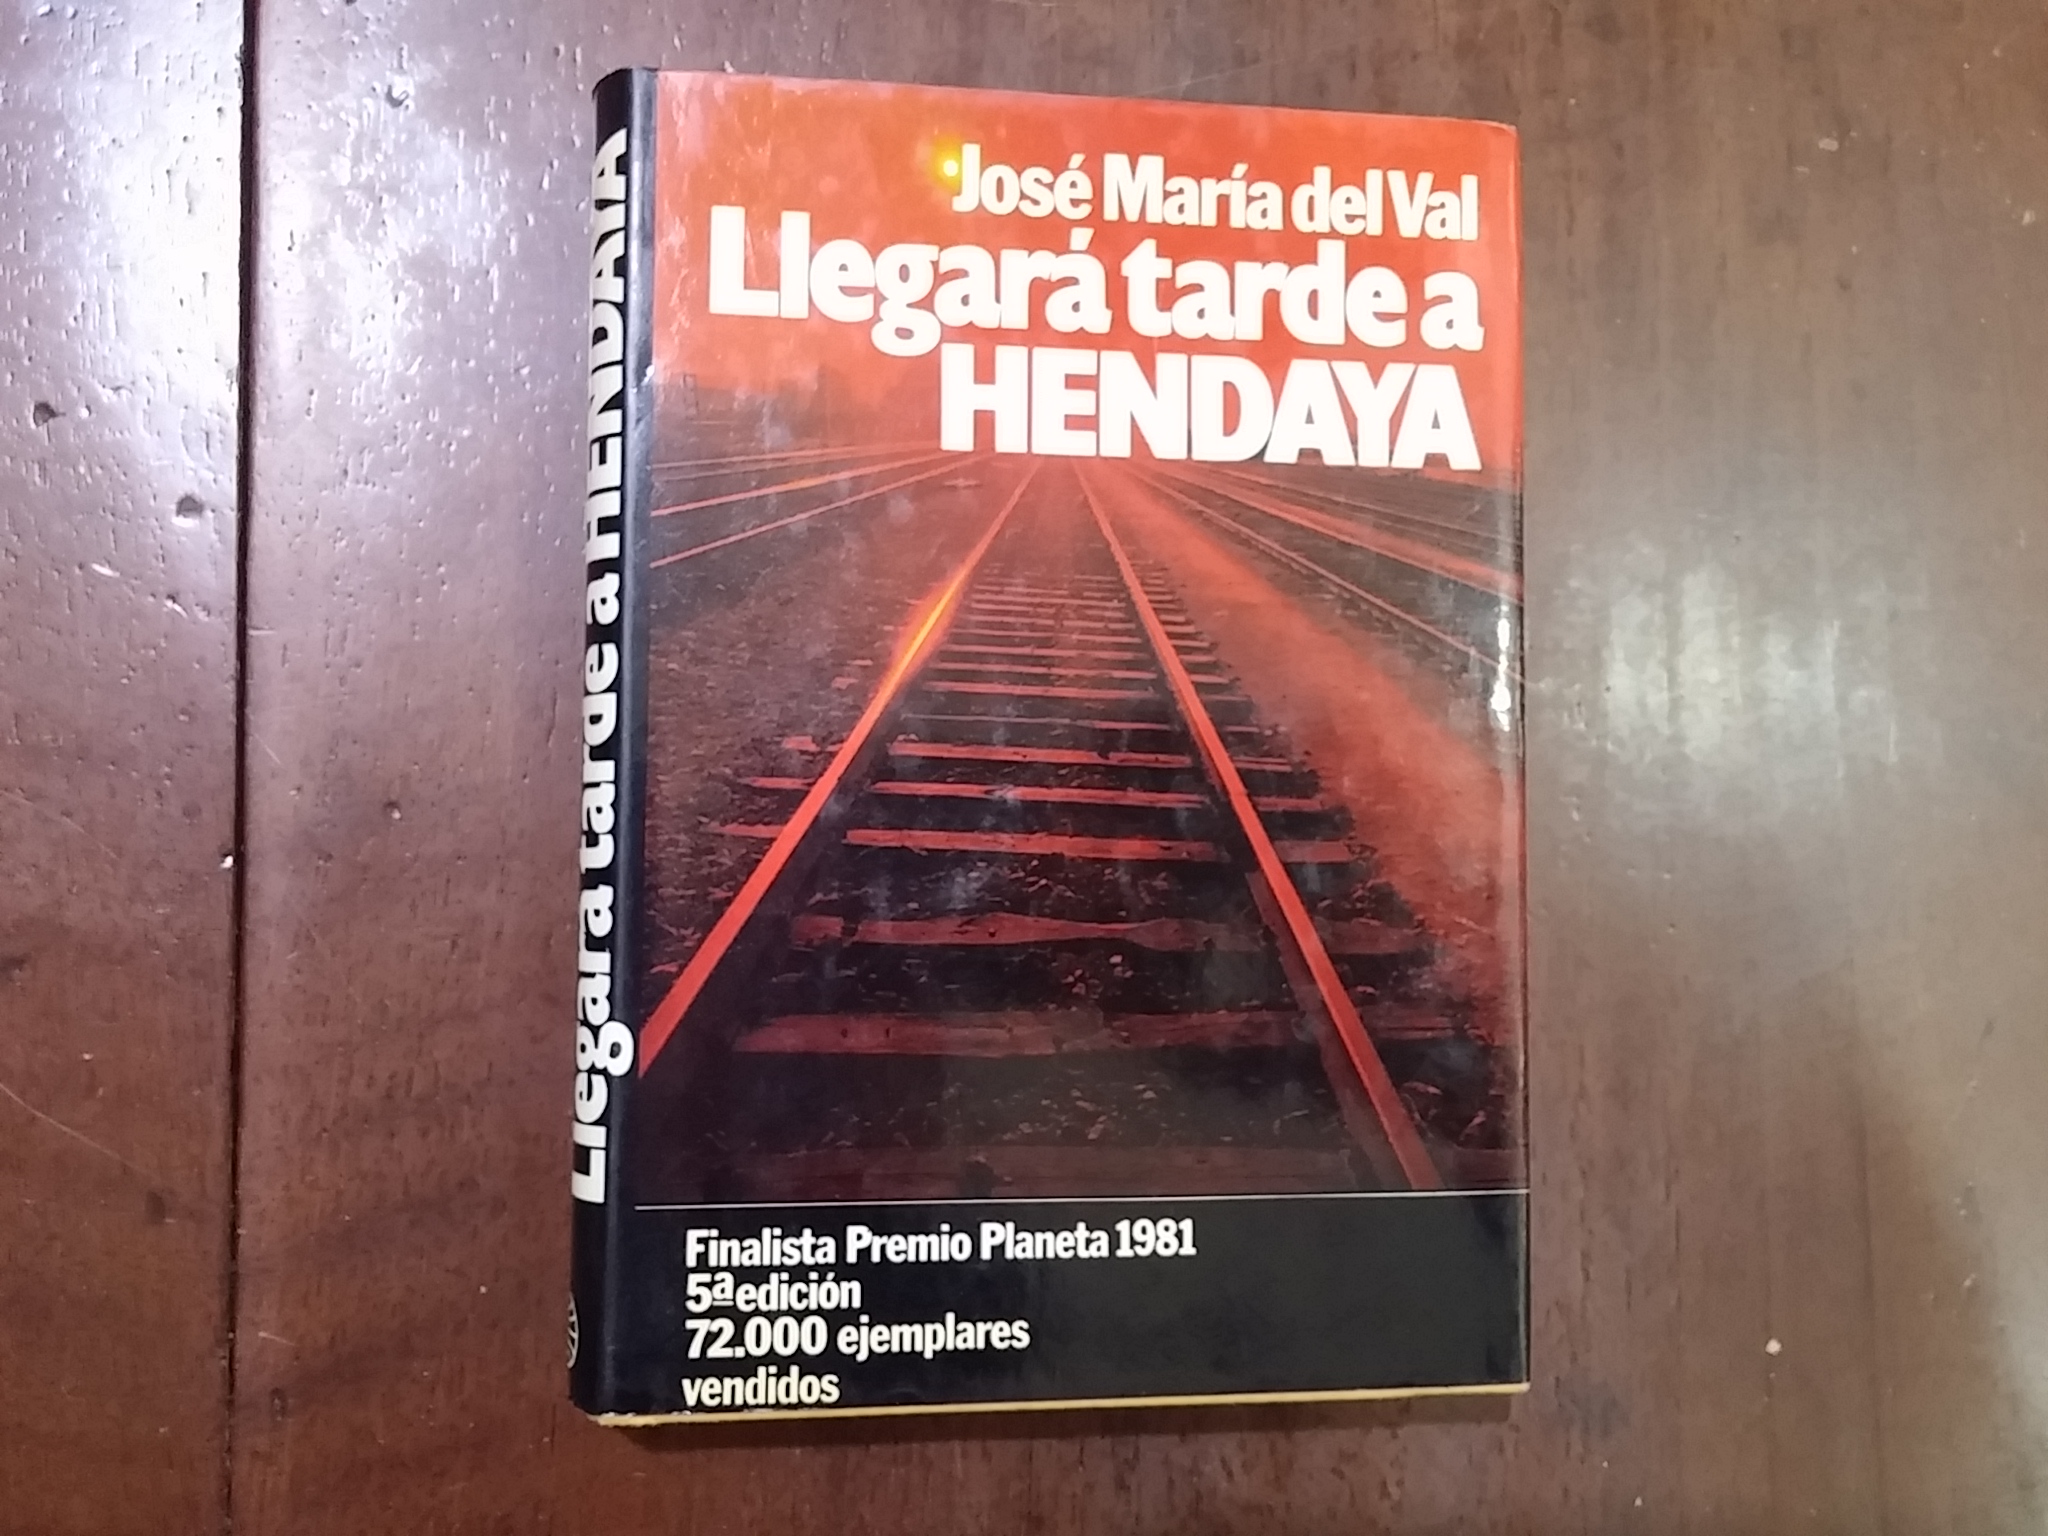 José María del Val
Llegará tarde a
HENDAYA
Finalista Premio Planeta 1981
5ª edición
72.000 ejemplares
vendidos
Llegará tarde a HENDAYA